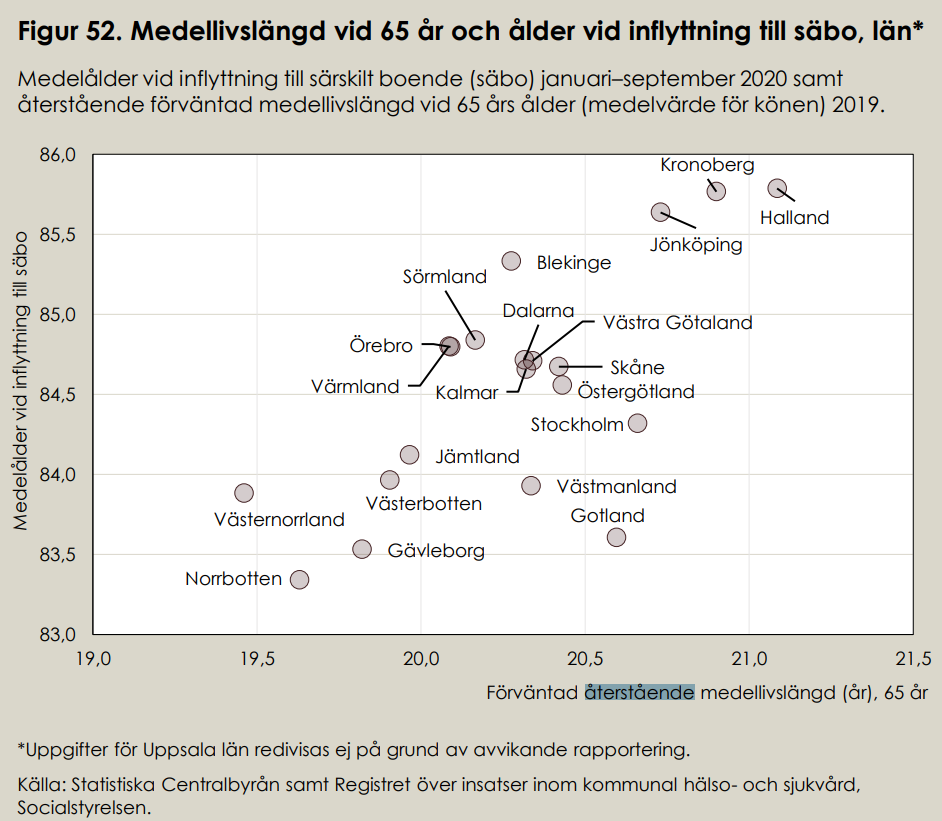 Figur 52. Medellivslängd vid 65 år och ålder vid inflyttning till säbo, län*
Medelålder vid inflyttning till särskilt boende (säbo) januari–september 2020 samt
återstående förväntad medellivslängd vid 65 års ålder (medelvärde för könen) 2019.
Medelålder vid inflyttning till säbo
86,0
85,5
85,0
84,5
84,0
83,5
83,0
Kronoberg
Halland
Jönköping
Blekinge
Sörmland
Dalarna
Västra Götaland
Örebro
Skåne
Värmland
Kalmar
Östergötland
Stockholm
Jämtland
Västmanland
Västerbotten
Gotland
Västernorrland
Gävleborg
Norrbotten
19,0
19,5
20,0
20,5
21,0
21,5
Förväntad återstående medellivslängd (år), 65 år
*Uppgifter för Uppsala län redivisas ej på grund av avvikande rapportering.
Källa: Statistiska Centralbyrån samt Registret över insatser inom kommunal hälso- och sjukvård,
Socialstyrelsen.